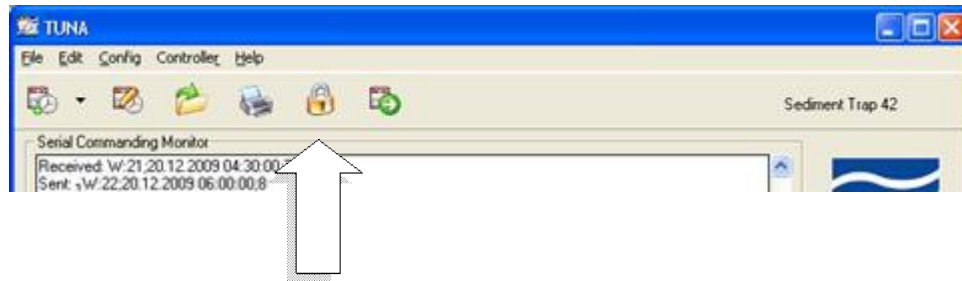 TUNA
File Edit Config Controller Help
Sediment Trap 42
Serial Commanding Monitor
Received: W:21;20.12.2009 04:30:00
Sent: W:22;20.12.2009 06:00:00;8